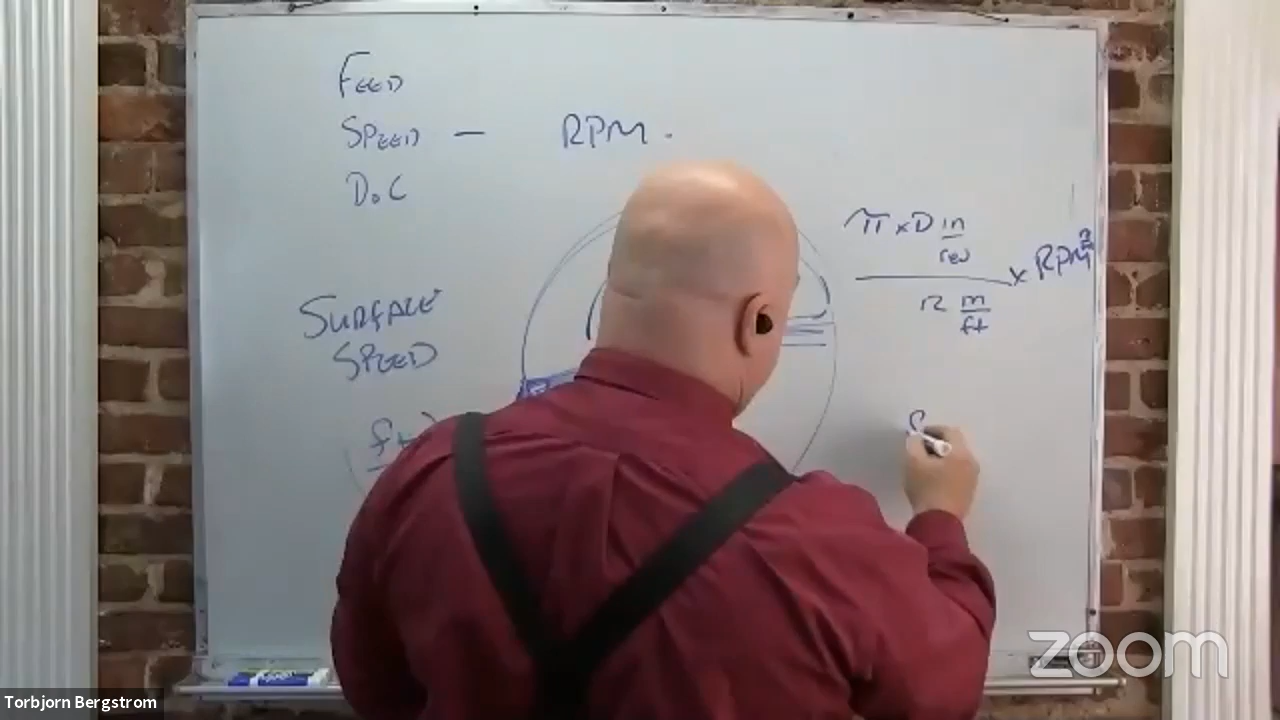 FEED
SPEED — RPM.
DOC
SURFACE
SPEED
π x D in
rev
x RPM
12 in
ft
zoom
Torbjorn Bergstrom